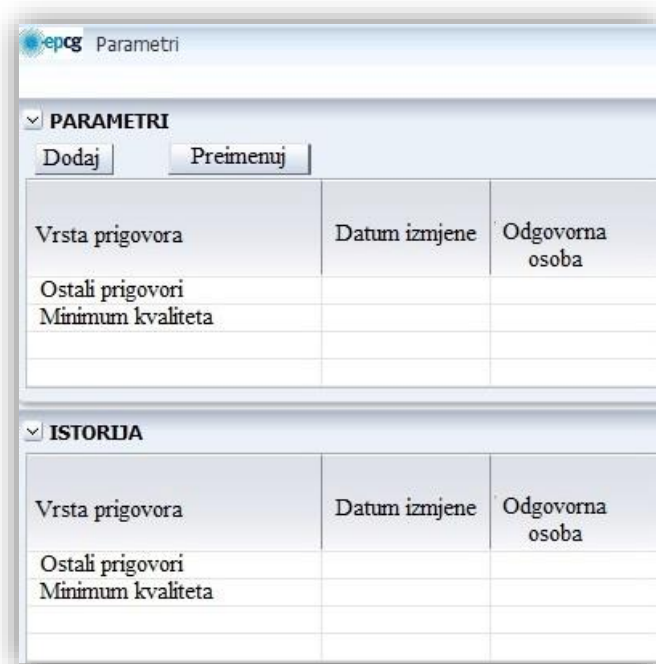 epcg Parametri
PARAMETRI
Dodaj Preimenuj
Vrsta prigovora Datum izmjene Odgovorna
osoba
Ostali prigovori
Minimum kvaliteta
ISTORIJA
Vrsta prigovora Datum izmjene Odgovorna
osoba
Ostali prigovori
Minimum kvaliteta